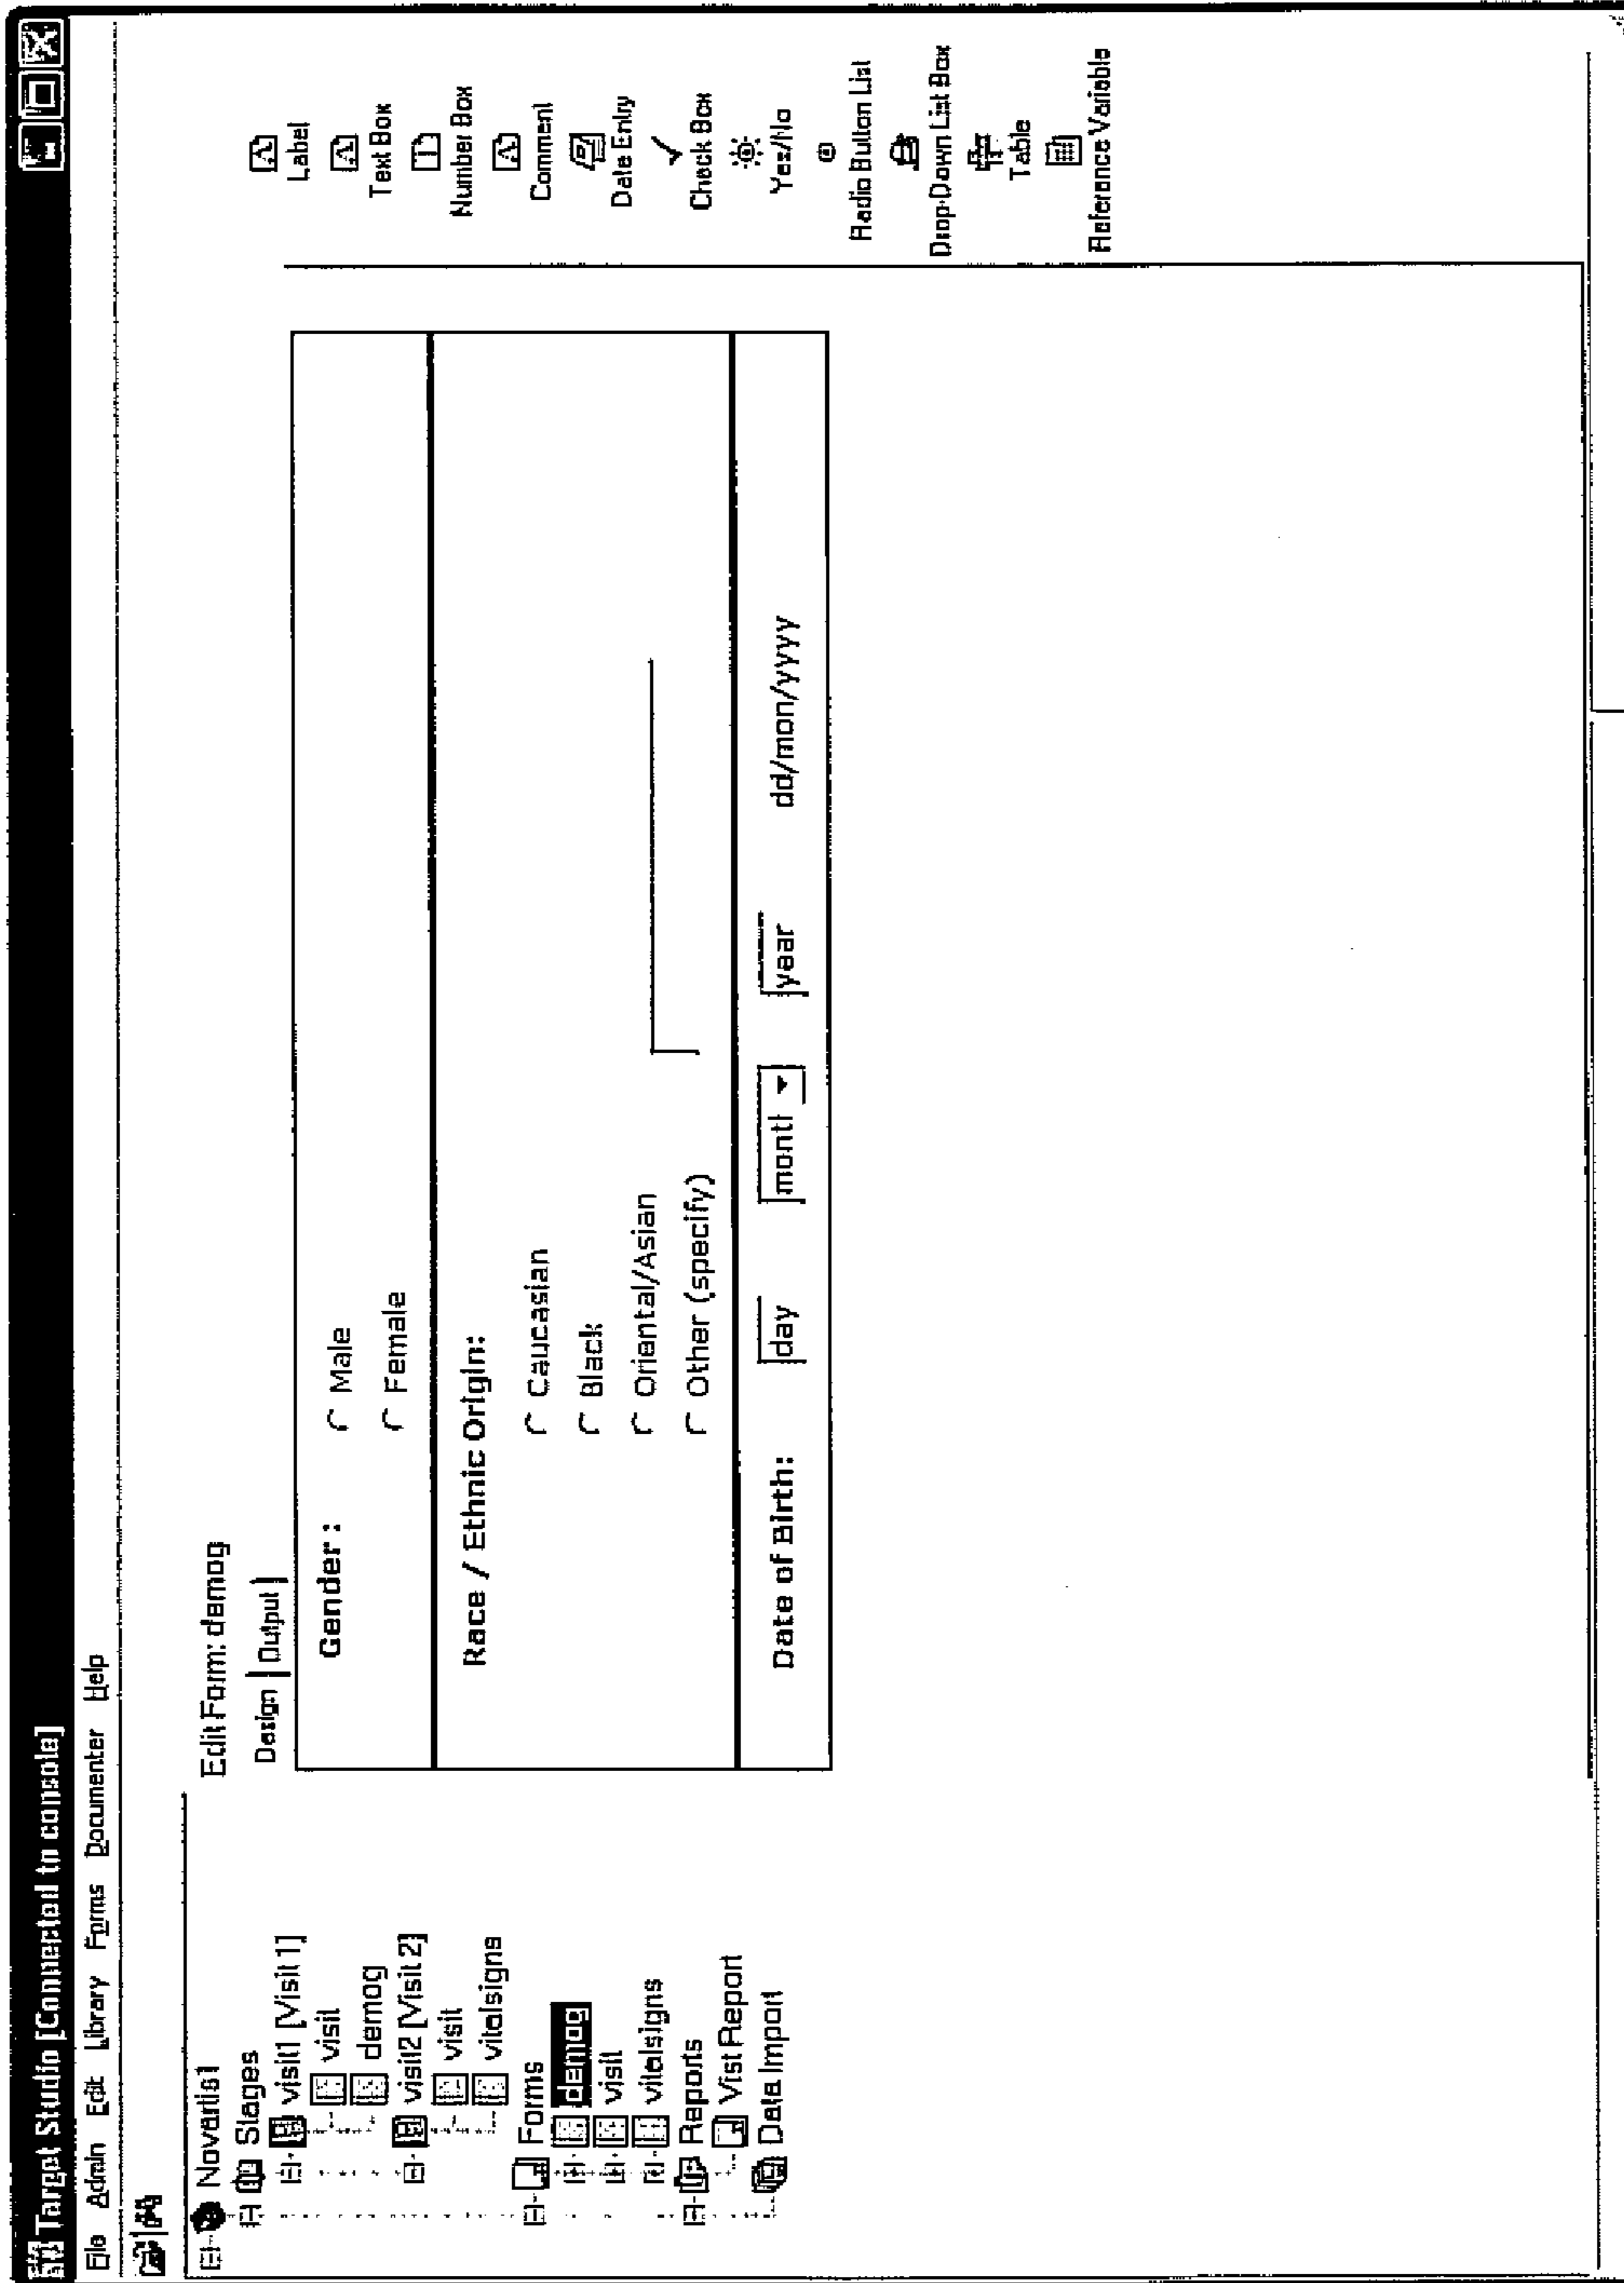 Target Studio [Connected to console]
File Admin Edit Library Forms Documenter Help
Novartis1
Stages
visit1 [Visit 1]
visit
demog
visit2 [Visit 2]
visit
vitalsigns
Forms
demog
visit
vitalsigns
Reports
Vist Report
Data Import
Edit Form: demog
Design Output
Gender: Male
Female
Race / Ethnic Origin:
Caucasian
Black
Oriental/Asian
Other (specify)
Date of Birth: day month year dd/mon/yyyy
Label
Text Box
Number Box
Comment
Date Entry
Check Box
Yes/No
Radio Button List
Drop-Down List Box
Table
Reference Variable